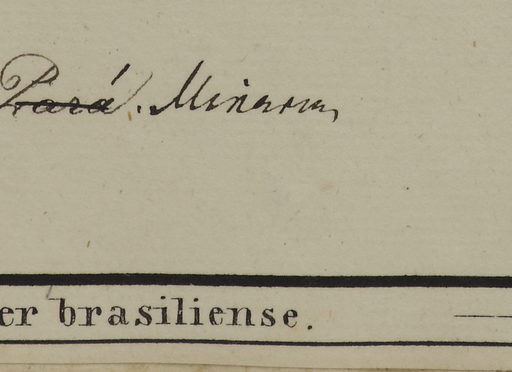 Pará. Minarum
er brasiliense.